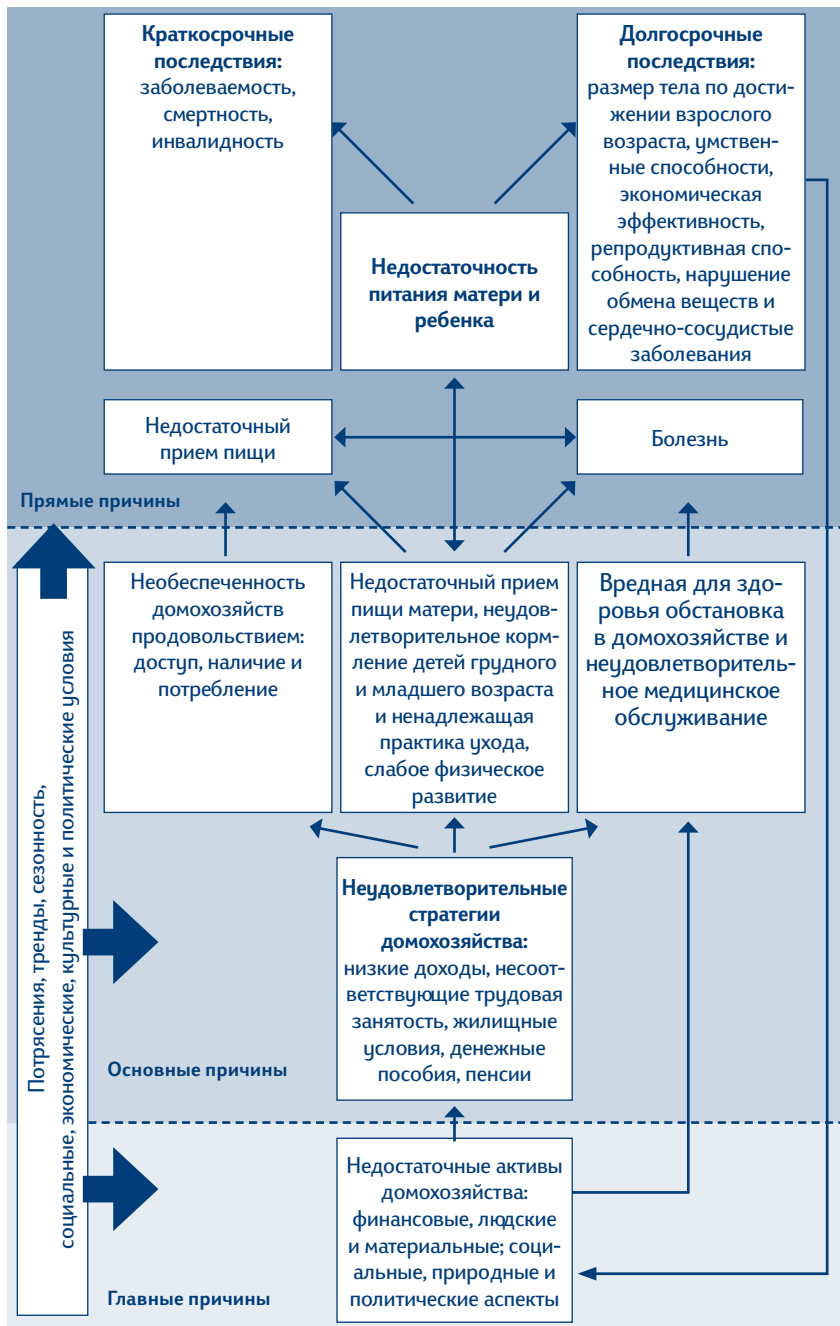 Краткосрочные
последствия:
заболеваемость,
смертность,
инвалидность
Долгосрочные
последствия:
размер тела по дости-
жении взрослого
возраста, умствен-
ные способности,
экономическая
эффективность,
репродуктивная спо-
собность, нарушение
обмена веществ и
сердечно-сосудистые
заболевания
Недостаточность
питания матери и
ребенка
Недостаточный
прием пищи
Болезнь
Прямые причины
Необеспеченность
домохозяйств
продовольствием:
доступ, наличие и
потребление
Недостаточный прием
пищи матери, неудов-
летворительное корм-
ление детей грудного
и младшего возраста
и ненадлежащая
практика ухода,
слабое физическое
развитие
Вредная для здо-
ровья обстановка
в домохозяйстве и
неудовлетворитель-
ное медицинское
обслуживание
Потрясения, тренды, сезонность,
социальные, экономические, культурные и политические условия
Неудовлетворительные
стратегии
домохозяйства:
низкие доходы, несоот-
ветствующие трудовая
занятость, жилищные
условия, денежные
пособия, пенсии
Основные причины
Недостаточные активы
домохозяйства:
финансовые, людские
и материальные; соци-
альные, природные и
политические аспекты
Главные причины